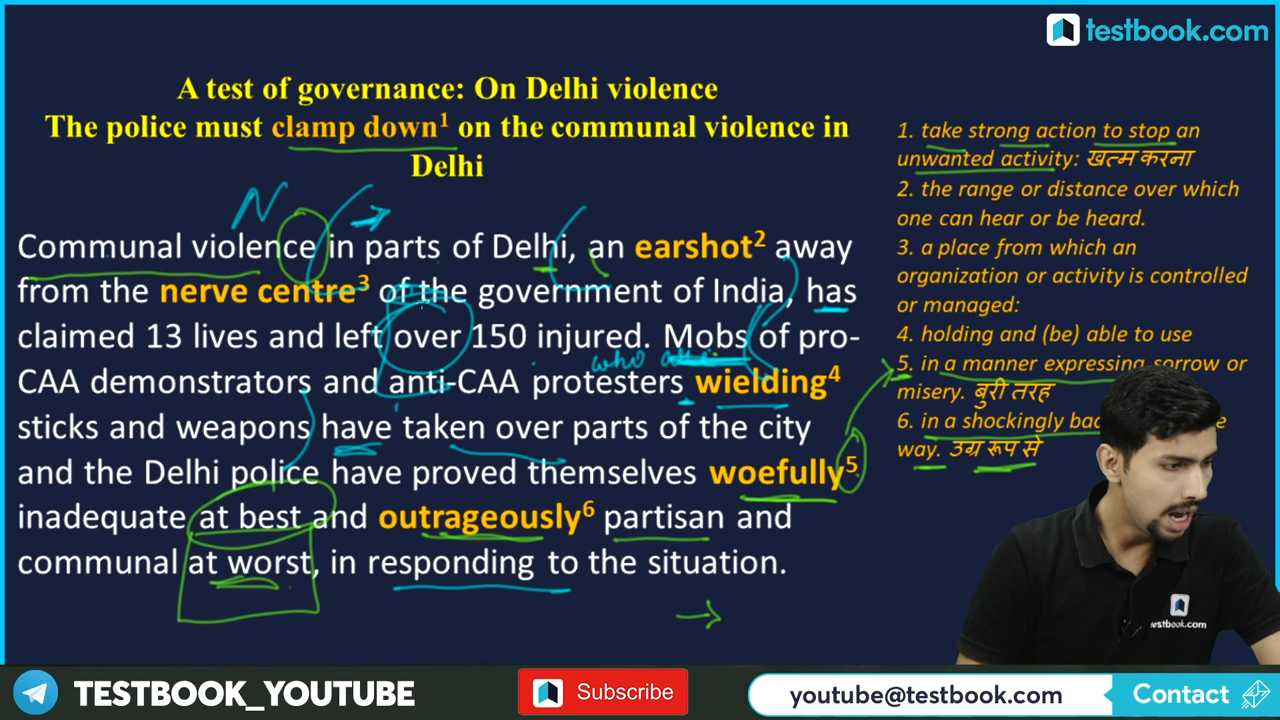 testbook.com
A test of governance: On Delhi violence
The police must clamp down1 on the communal violence in
Delhi
N
Communal violence in parts of Delhi, an earshot2 away
from the nerve centre3 of the government of India, has
claimed 13 lives and left over 150 injured. Mobs of pro-
who are
CAA demonstrators and anti-CAA protesters wielding4
sticks and weapons have taken over parts of the city
and the Delhi police have proved themselves woefully5
inadequate at best and outrageously6 partisan and
communal at worst, in responding to the situation.
1. take strong action to stop an
unwanted activity: खत्म करना
2. the range or distance over which
one can hear or be heard.
3. a place from which an
organization or activity is controlled
or managed:
4. holding and (be) able to use
5. in a manner expressing sorrow or
misery. बुरी तरह
6. in a shockingly bad
way. उग्र रूप से
testbook.com
TESTBOOK_YOUTUBE
Subscribe
youtube@testbook.com
Contact